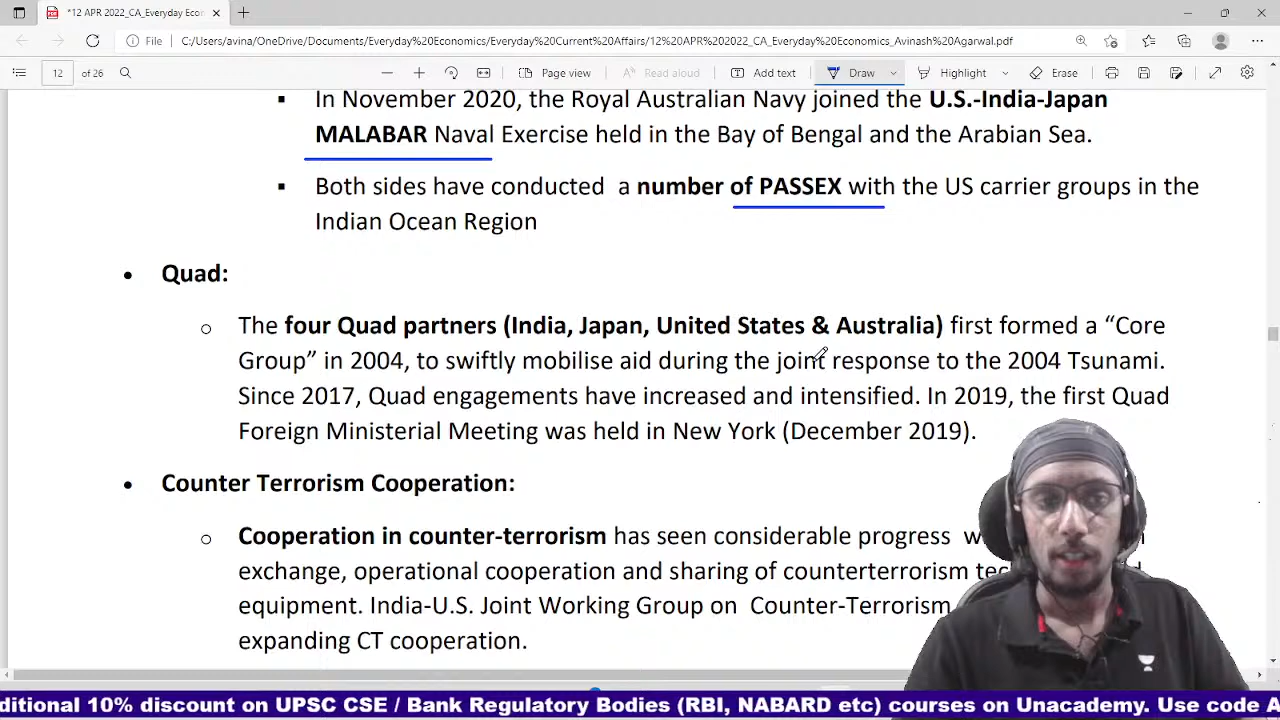 *12 APR 2022_CA_Everyday Econ
File C:/Users/avina/OneDrive/Documents/Everyday%20Economics/Everyday%20Current%20Affairs/12%20APR%202022_CA_Everyday%20Economics_Avinash%20Agarwal.pdf
12 of 26 Page view Read aloud Add text Draw Highlight Erase
▪ In November 2020, the Royal Australian Navy joined the U.S.-India-Japan
MALABAR Naval Exercise held in the Bay of Bengal and the Arabian Sea.
▪ Both sides have conducted a number of PASSEX with the US carrier groups in the
Indian Ocean Region
• Quad:
o The four Quad partners (India, Japan, United States & Australia) first formed a “Core
Group” in 2004, to swiftly mobilise aid during the joint response to the 2004 Tsunami.
Since 2017, Quad engagements have increased and intensified. In 2019, the first Quad
Foreign Ministerial Meeting was held in New York (December 2019).
• Counter Terrorism Cooperation:
o Cooperation in counter-terrorism has seen considerable progress
exchange, operational cooperation and sharing of counterterrorism
equipment. India-U.S. Joint Working Group on Counter-Terrorism
expanding CT cooperation.
ditional 10% discount on UPSC CSE / Bank Regulatory Bodies (RBI, NABARD etc) courses on Unacademy. Use code A